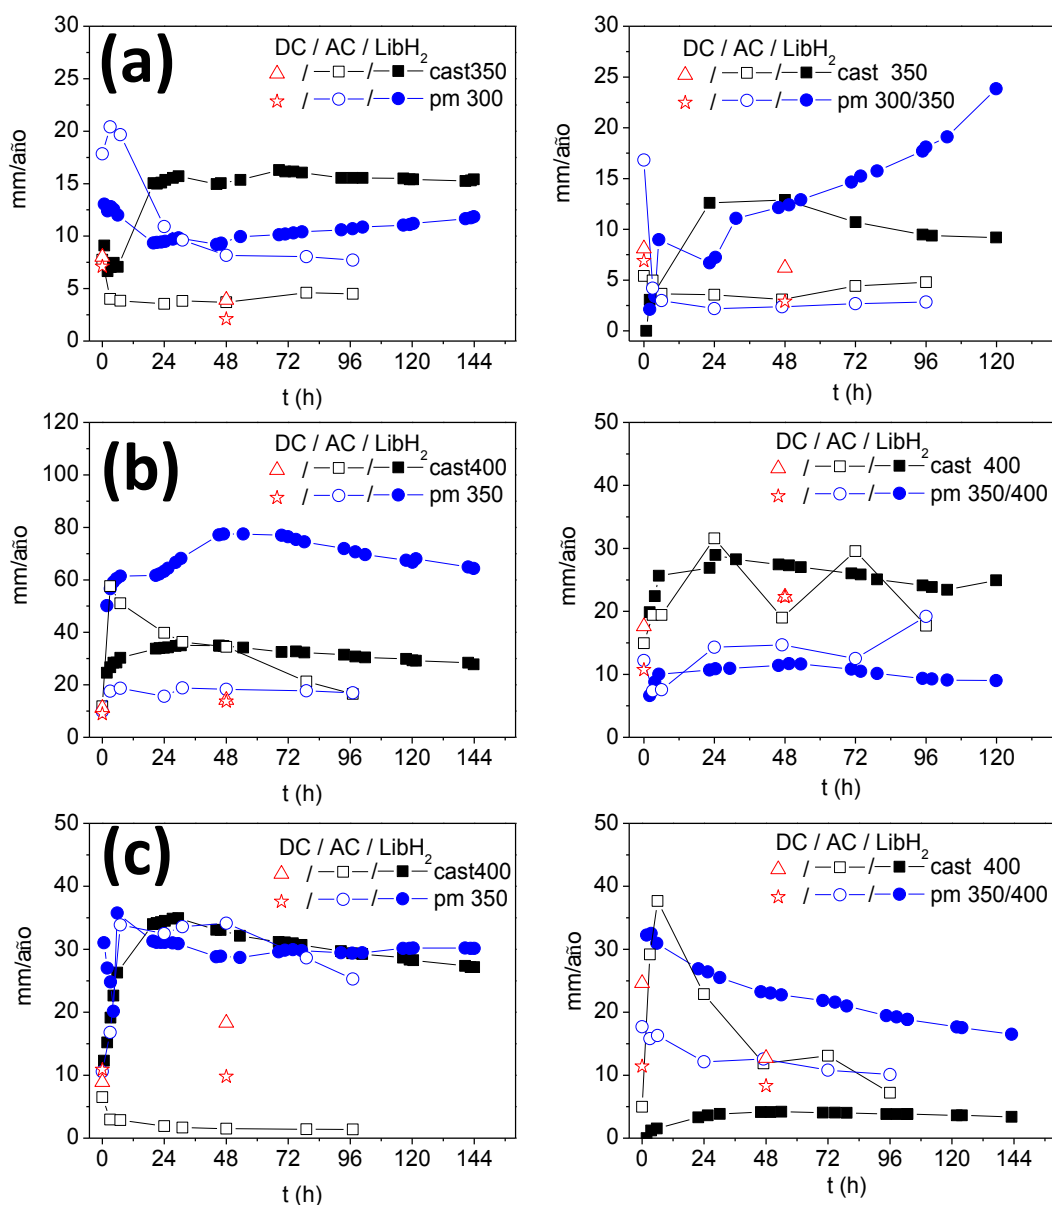 (a)
DC / AC / LibH2
/ / cast350
/ / pm 300
mm/año
30
25
20
15
10
5
0
0 24 48 72 96 120 144
t (h)
DC / AC / LibH2
/ / cast 350
/ / pm 300/350
mm/año
30
25
20
15
10
5
0
0 24 48 72 96 120
t (h)
(b)
DC / AC / LibH2
/ / cast400
/ / pm 350
mm/año
120
100
80
60
40
20
0
0 24 48 72 96 120 144
t (h)
DC / AC / LibH2
/ / cast 400
/ / pm 350/400
mm/año
50
40
30
20
10
0
0 24 48 72 96 120
t (h)
(c)
DC / AC / LibH2
/ / cast400
/ / pm 350
mm/año
50
40
30
20
10
0
0 24 48 72 96 120 144
t (h)
DC / AC / LibH2
/ / cast 400
/ / pm 350/400
mm/año
50
40
30
20
10
0
0 24 48 72 96 120 144
t (h)